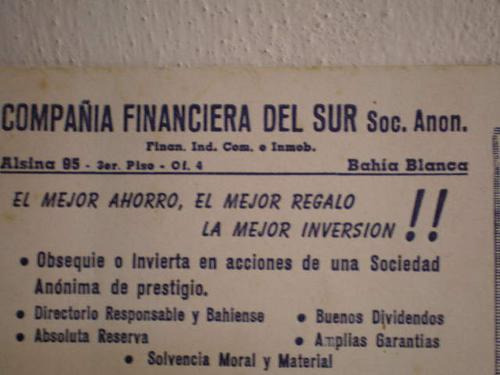 COMPAÑIA FINANCIERA DEL SUR Soc. Anon.
Finan. Ind. Com. e Inmob.
Alsina 95 - 3er. Piso - Of. 4 Bahía Blanca
EL MEJOR AHORRO, EL MEJOR REGALO
LA MEJOR INVERSION !!
• Obsequie o Invierta en acciones de una Sociedad
Anónima de prestigio.
• Directorio Responsable y Bahiense • Buenos Dividendos
• Absoluta Reserva • Amplias Garantías
• Solvencia Moral y Material